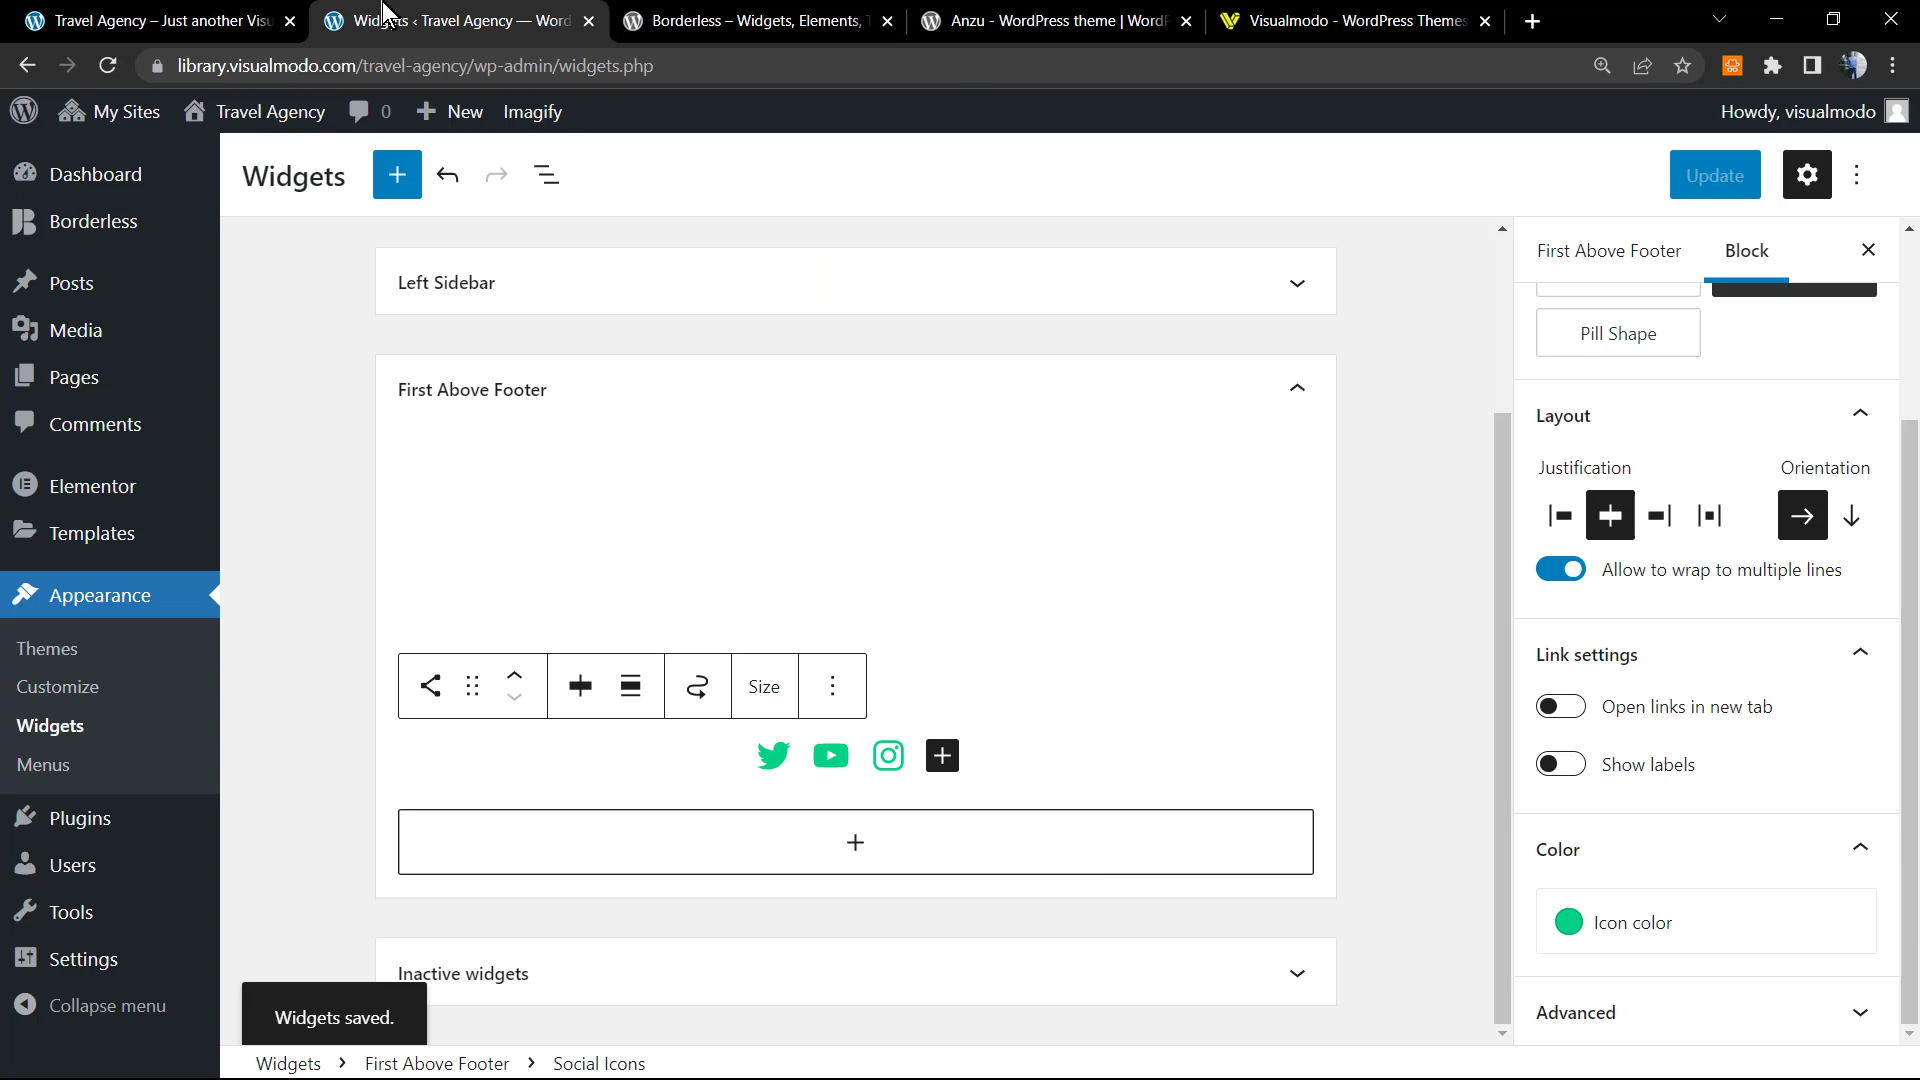 Travel Agency – Just another Visu
Widgets ‹ Travel Agency — Word
Borderless – Widgets, Elements, T
Anzu - WordPress theme | WordP
Visualmodo - WordPress Themes
library.visualmodo.com/travel-agency/wp-admin/widgets.php
My Sites
Travel Agency
0
New
Imagify
Howdy, visualmodo
Dashboard
Borderless
Posts
Media
Pages
Comments
Elementor
Templates
Appearance
Themes
Customize
Widgets
Menus
Plugins
Users
Tools
Settings
Collapse menu
Widgets
Update
Left Sidebar
First Above Footer
Size
Inactive widgets
Widgets saved.
Widgets > First Above Footer > Social Icons
First Above Footer
Block
Pill Shape
Layout
Justification
Orientation
Allow to wrap to multiple lines
Link settings
Open links in new tab
Show labels
Color
Icon color
Advanced